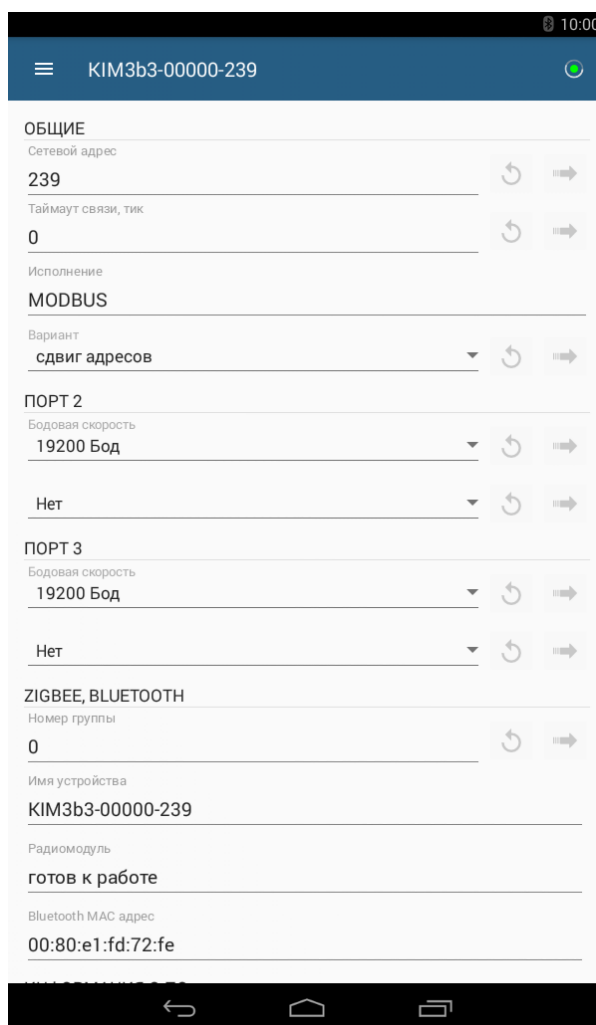 10:00
KIM3b3-00000-239
ОБЩИЕ
Сетевой адрес
239
Таймаут связи, тик
0
Исполнение
MODBUS
Вариант
сдвиг адресов
ПОРТ 2
Бодовая скорость
19200 Бод
Нет
ПОРТ 3
Бодовая скорость
19200 Бод
Нет
ZIGBEE, BLUETOOTH
Номер группы
0
Имя устройства
KIM3b3-00000-239
Радиомодуль
готов к работе
Bluetooth MAC адрес
00:80:e1:fd:72:fe